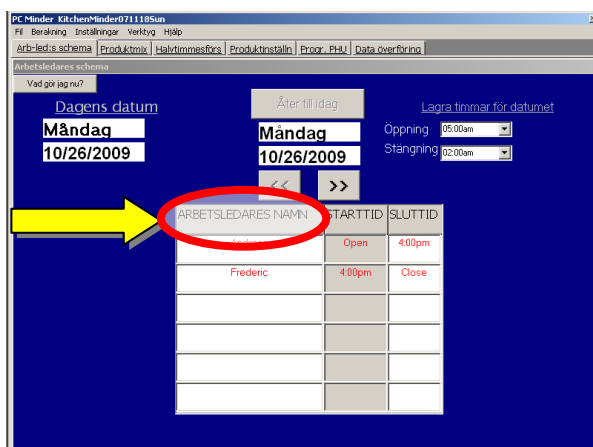 PC Minder KitchenMinder071118Sun
Fil Beräkning Inställningar Verktyg Hjälp
Arb-led:s schema Produktmix Halvtimmesförs Produktinställn Progr. PHU Data överföring
Arbetsledares schema
Vad gör jag nu?
Dagens datum
Måndag
10/26/2009
Åter till idag
Måndag
10/26/2009
<< >>
Lagra timmar för datumet
Öppning 05:00am
Stängning 02:00am
ARBETSLEDARES NAMN STARTTID SLUTTID
Open 4:00pm
Frederic 4:00pm Close